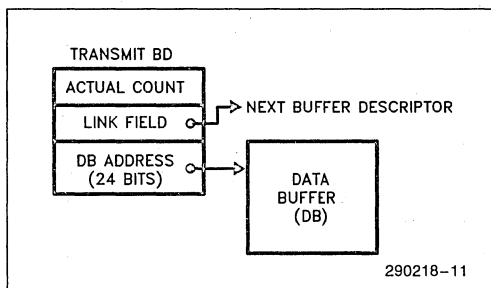 TRANSMIT BD
ACTUAL COUNT
LINK FIELD
NEXT BUFFER DESCRIPTOR
DB ADDRESS
(24 BITS)
DATA
BUFFER
(DB)
290218-11